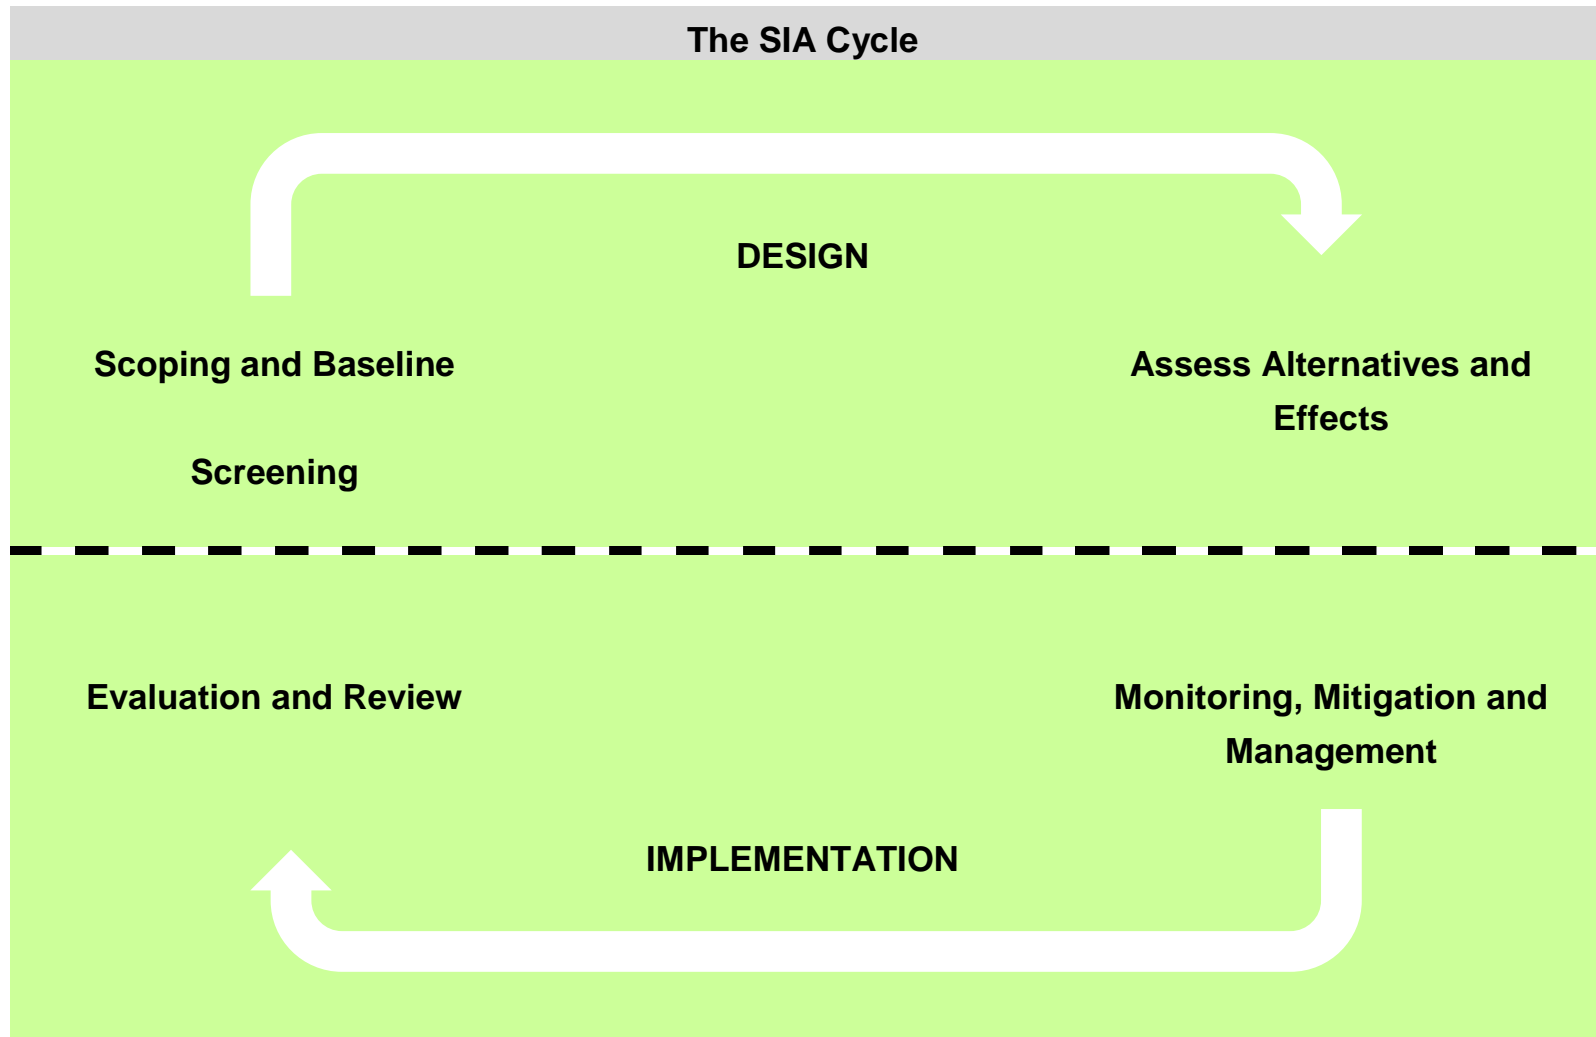 The SIA Cycle
DESIGN
Scoping and Baseline
Screening
Assess Alternatives and
Effects
Evaluation and Review
Monitoring, Mitigation and
Management
IMPLEMENTATION